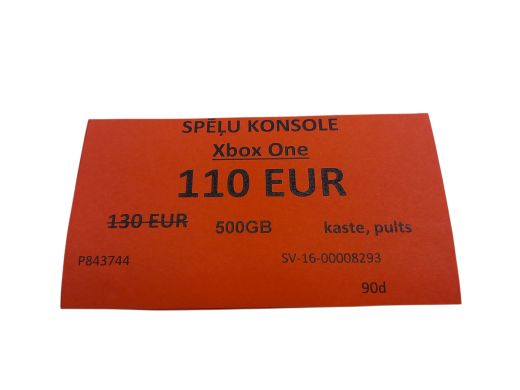 SPĒĻU KONSOLE
Xbox One
110 EUR
130 EUR 500GB kaste, pults
P843744 SV-16-00008293
90d